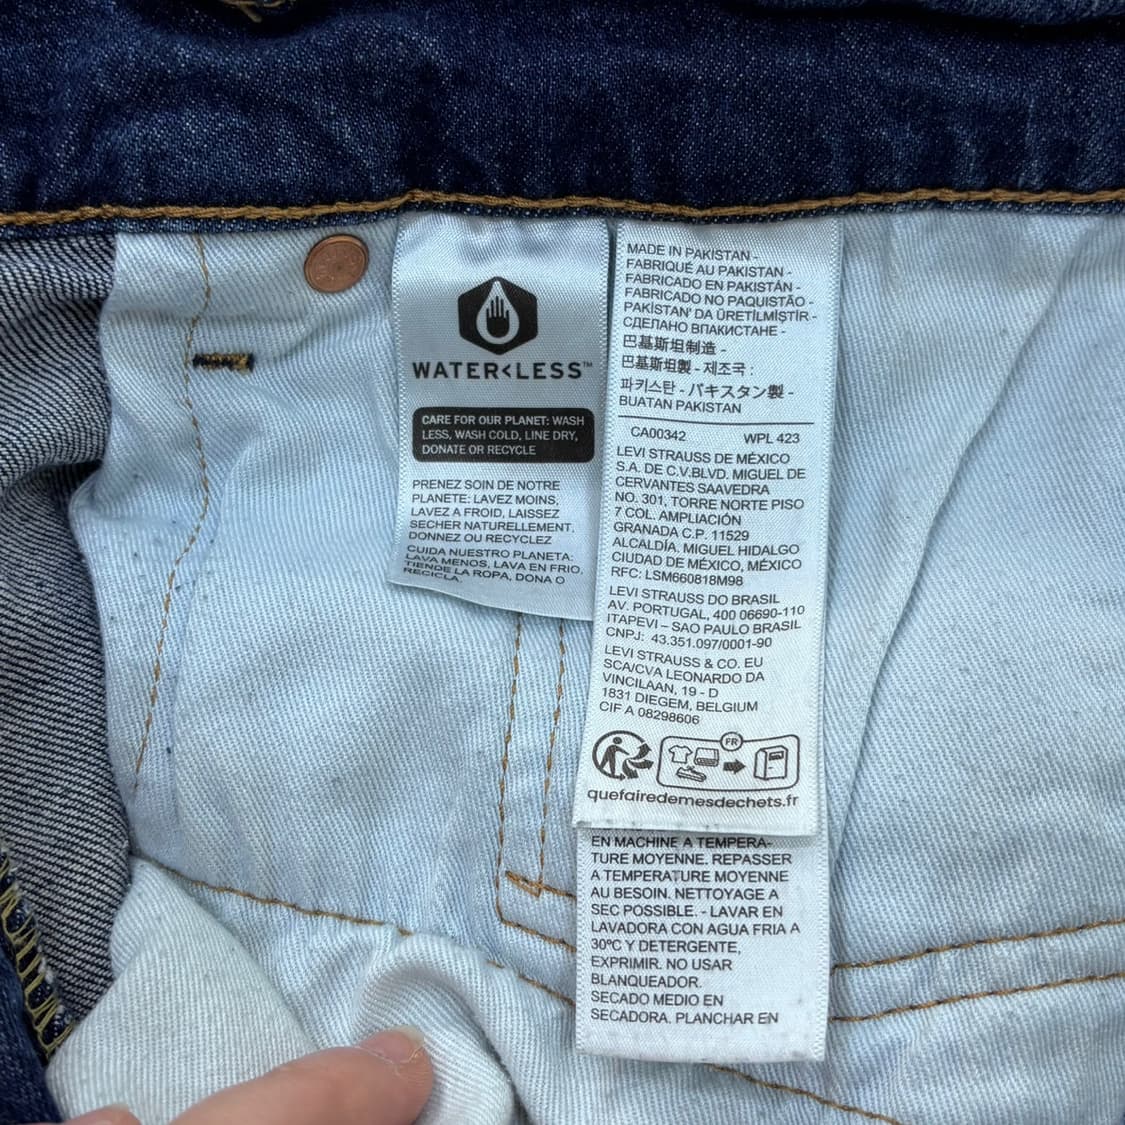 WATER<LESS™
CARE FOR OUR PLANET: WASH
LESS, WASH COLD, LINE DRY,
DONATE OR RECYCLE
PRENEZ SOIN DE NOTRE
PLANETE: LAVEZ MOINS,
LAVEZ A FROID, LAISSEZ
SECHER NATURELLEMENT,
DONNEZ OU RECYCLEZ
CUIDA NUESTRO PLANETA:
LAVA MENOS, LAVA EN FRIO,
TIENDE LA ROPA, DONA O
RECICLA.
MADE IN PAKISTAN -
FABRIQUÉ AU PAKISTAN -
FABRICADO EN PAKISTÁN -
FABRICADO NO PAQUISTÃO -
PAKİSTAN' DA ÜRETİLMİŞTİR -
СДЕЛАНО ВПАКИСТАНЕ -
巴基斯坦制造 -
巴基斯坦製 - 제조국 :
파키스탄 - パキスタン製 -
BUATAN PAKISTAN
CA00342 WPL 423
LEVI STRAUSS DE MÉXICO
S.A. DE C.V.BLVD. MIGUEL DE
CERVANTES SAAVEDRA
NO. 301, TORRE NORTE PISO
7 COL. AMPLIACIÓN
GRANADA C.P. 11529
ALCALDÍA. MIGUEL HIDALGO
CIUDAD DE MÉXICO, MÉXICO
RFC: LSM660818M98
LEVI STRAUSS DO BRASIL
AV. PORTUGAL, 400 06690-110
ITAPEVI – SAO PAULO BRASIL
CNPJ: 43.351.097/0001-90
LEVI STRAUSS & CO. EU
SCA/CVA LEONARDO DA
VINCILAAN, 19 - D
1831 DIEGEM, BELGIUM
CIF A 08298606
FR
quefairedemesdechets.fr
EN MACHINE A TEMPERA-
TURE MOYENNE. REPASSER
A TEMPERATURE MOYENNE
AU BESOIN. NETTOYAGE A
SEC POSSIBLE. - LAVAR EN
LAVADORA CON AGUA FRIA A
30ºC Y DETERGENTE,
EXPRIMIR. NO USAR
BLANQUEADOR.
SECADO MEDIO EN
SECADORA. PLANCHAR EN